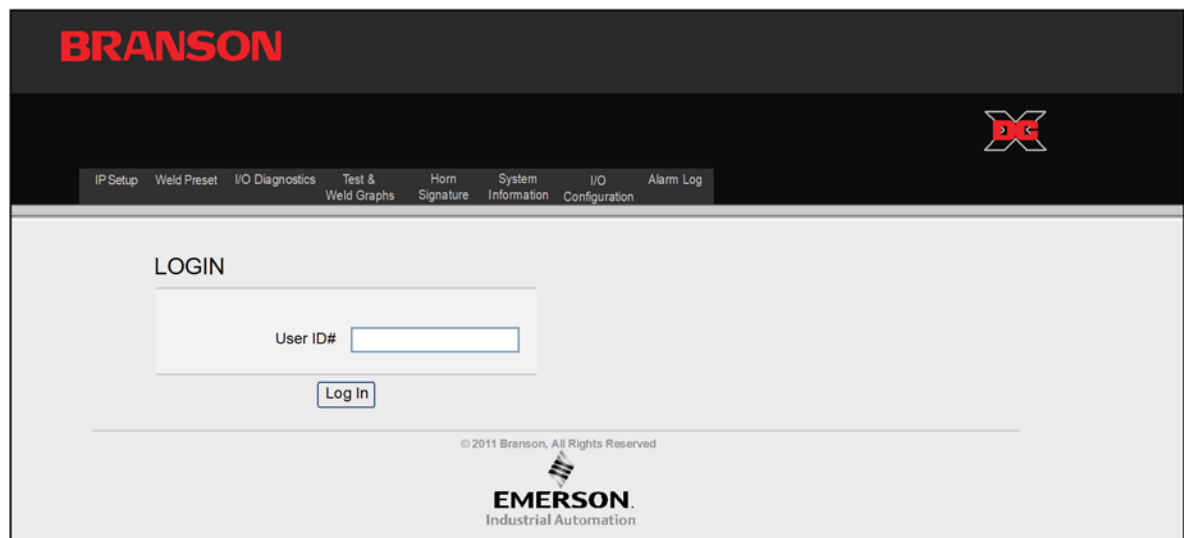 BRANSON
DCX
IP Setup
Weld Preset
I/O Diagnostics
Test &
Weld Graphs
Horn
Signature
System
Information
I/O
Configuration
Alarm Log
LOGIN
User ID#
Log In
© 2011 Branson, All Rights Reserved
EMERSON.
Industrial Automation